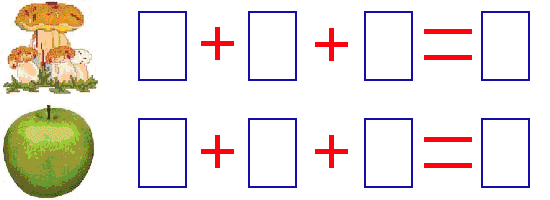 + + =
+ + =